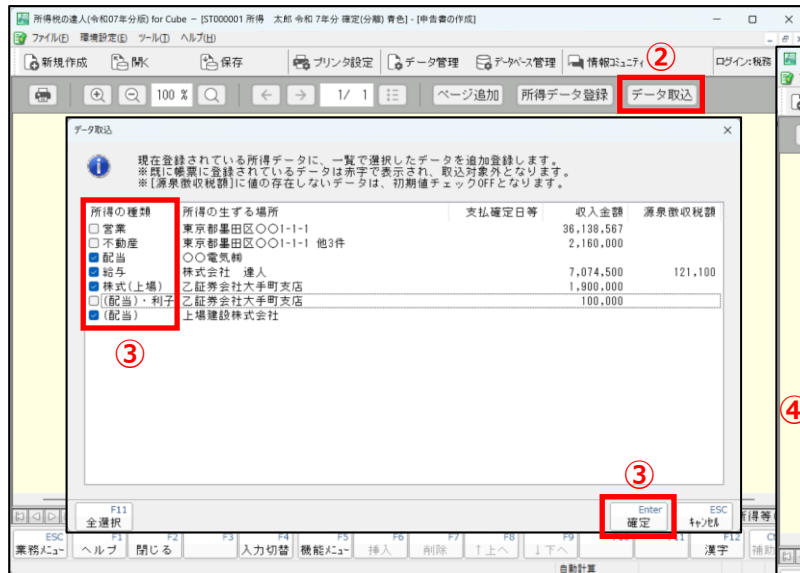 所得税の達人(令和07年分版) for Cube - [ST000001 所得　太郎 令和 7年分 確定(分離) 青色] - [申告書の作成]
ファイル(F) 環境設定(E) ツール(T) ヘルプ(H)
新規作成 開く 保存 プリンタ設定 データ管理 データベース管理 情報コミュニティ ログイン:税務
②
100 % 1/ 1 ページ追加 所得データ登録 データ取込
データ取込
現在登録されている所得データに、一覧で選択したデータを追加登録します。
※既に帳票に登録されているデータは赤字で表示され、取込対象外となります。
※[源泉徴収税額]に値の存在しないデータは、初期値チェックOFFとなります。
所得の種類 所得の生ずる場所 支払確定日等 収入金額 源泉徴収税額
営業 東京都墨田区〇〇1-1-1 36,138,567
不動産 東京都墨田区〇〇1-1-1 他3件 2,160,000
配当 〇〇電気㈱
給与 株式会社　達人 7,074,500 121,100
株式(上場) 乙証券会社大手町支店 1,900,000
(配当)・利子 乙証券会社大手町支店 100,000
(配当) 上場建設株式会社
③
④
③
F11 全選択
Enter 確定
ESC キャンセル
得等(
ESC 業務メニュー F1 ヘルプ F2 閉じる F3 F4 入力切替 F5 機能メニュー F6 挿入 F7 削除 F8 ↑上へ F9 ↓下へ F12 漢字 補助
自動計算